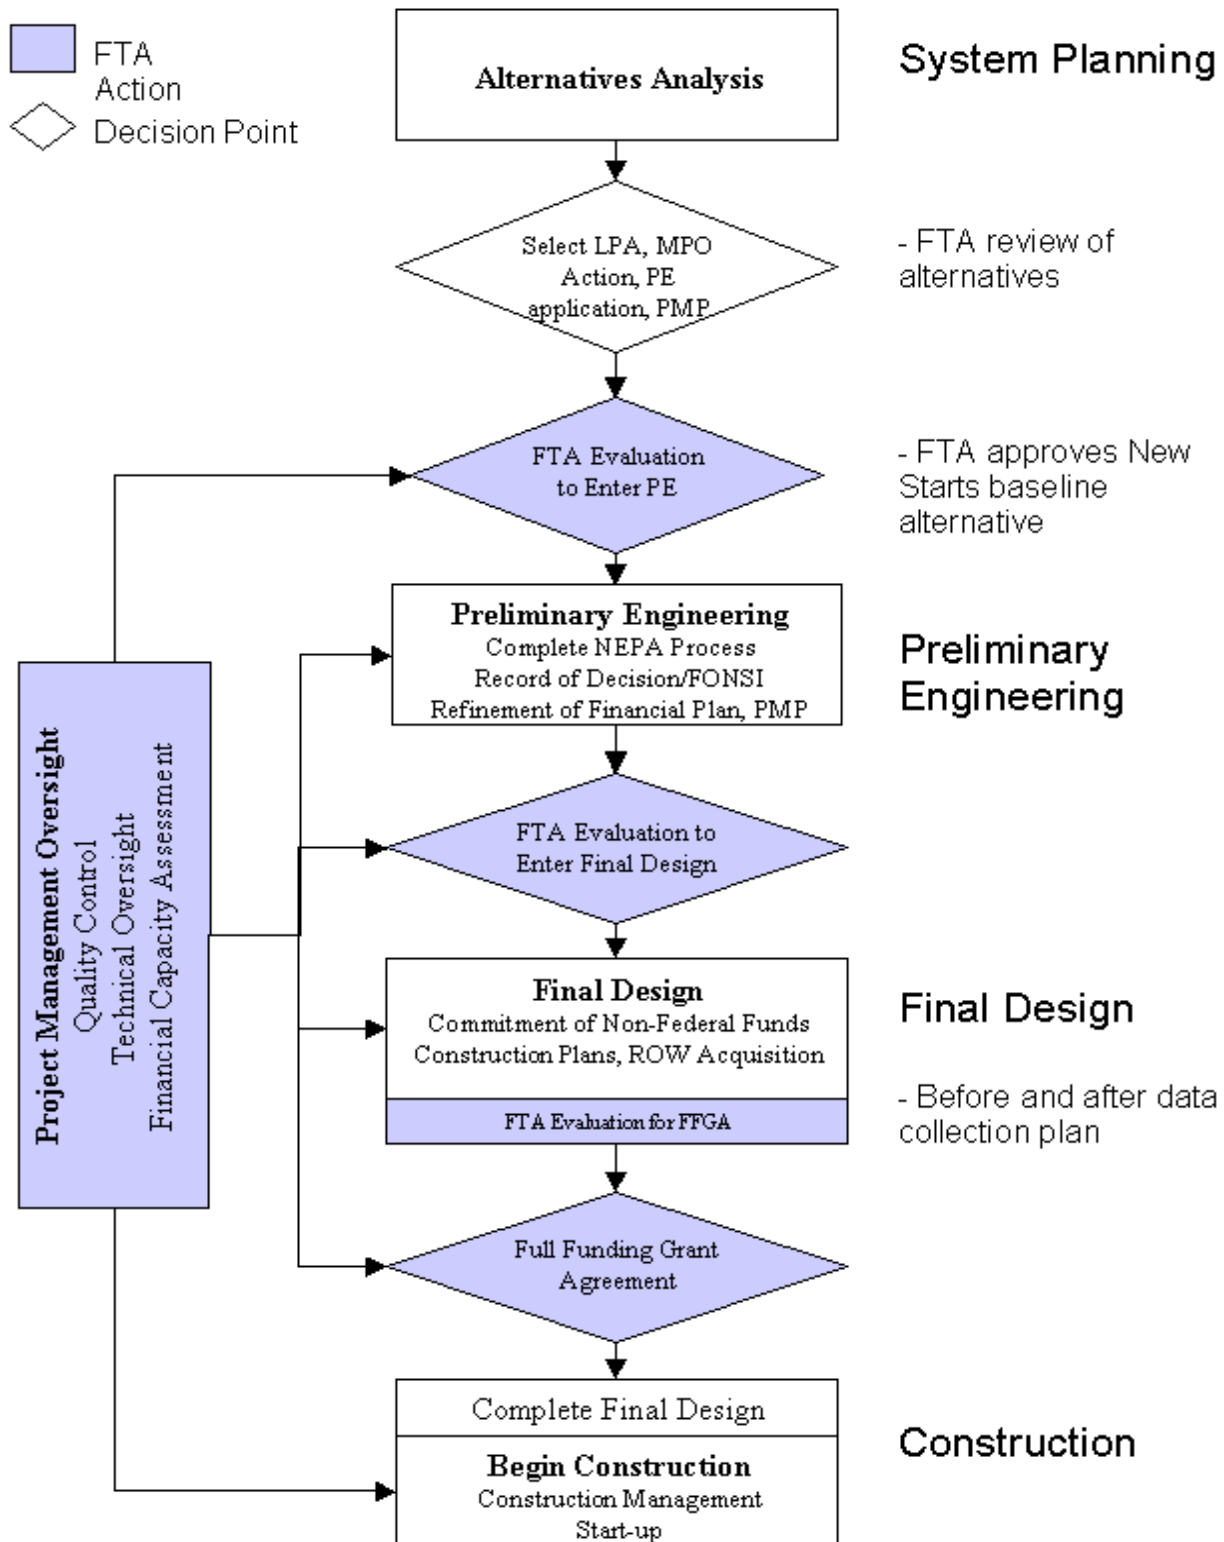 FTA
Action
Decision Point
Alternatives Analysis
System Planning
Select LPA, MPO
Action, PE
application, PMP
- FTA review of
alternatives
FTA Evaluation
to Enter PE
- FTA approves New
Starts baseline
alternative
Preliminary Engineering
Complete NEPA Process
Record of Decision/FONSI
Refinement of Financial Plan, PMP
Preliminary
Engineering
Project Management Oversight
Quality Control
Technical Oversight
Financial Capacity Assessment
FTA Evaluation to
Enter Final Design
Final Design
Commitment of Non-Federal Funds
Construction Plans, ROW Acquisition
FTA Evaluation for FFGA
Final Design
- Before and after data
collection plan
Full Funding Grant
Agreement
Complete Final Design
Begin Construction
Construction Management
Start-up
Construction